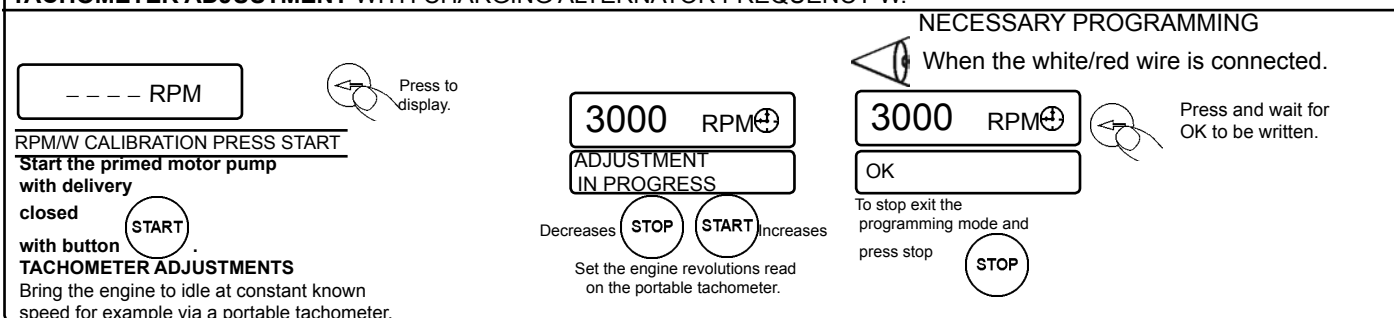 TACHOMETER ADJUSTMENT WITH CHARGING ALTERNATOR FREQUENCY W.
– – – – RPM
Press to
display.
RPM/W CALIBRATION PRESS START
Start the primed motor pump
with delivery
closed
with button START .
TACHOMETER ADJUSTMENTS
Bring the engine to idle at constant known
speed for example via a portable tachometer.
3000 RPM
ADJUSTMENT
IN PROGRESS
Decreases STOP START Increases
Set the engine revolutions read
on the portable tachometer.
NECESSARY PROGRAMMING
When the white/red wire is connected.
3000 RPM
Press and wait for
OK to be written.
OK
To stop exit the
programming mode and
press stop STOP